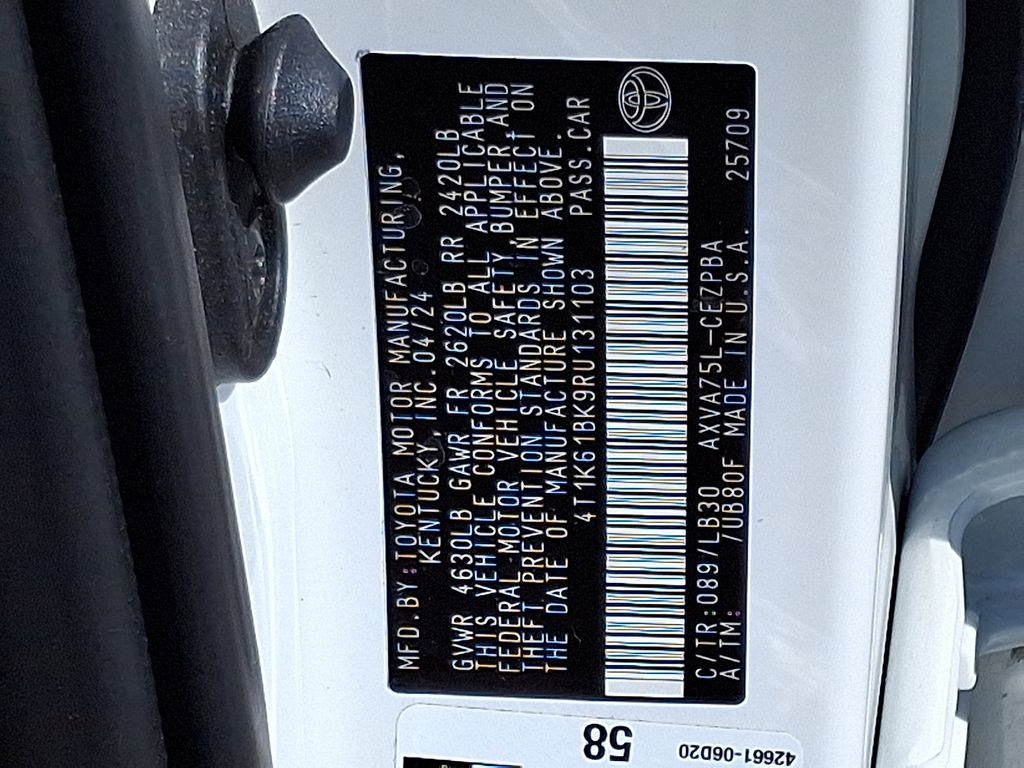 MFD.BY:TOYOTA MOTOR MANUFACTURING,
KENTUCKY, INC. 04/24
GVWR 4630LB GAWR FR 2620LB RR 2420LB
THIS VEHICLE CONFORMS TO ALL APPLICABLE
FEDERAL MOTOR VEHICLE SAFETY, BUMPER, AND
THEFT PREVENTION STANDARDS IN EFFECT ON
THE DATE OF MANUFACTURE SHOWN ABOVE.
4T1K61BK9RU131103 PASS.CAR
C/TR:089/LB30 AXVA75L-CEZPBA
A/TM: /UB80F MADE IN U.S.A. 25709
58
42661-06D20